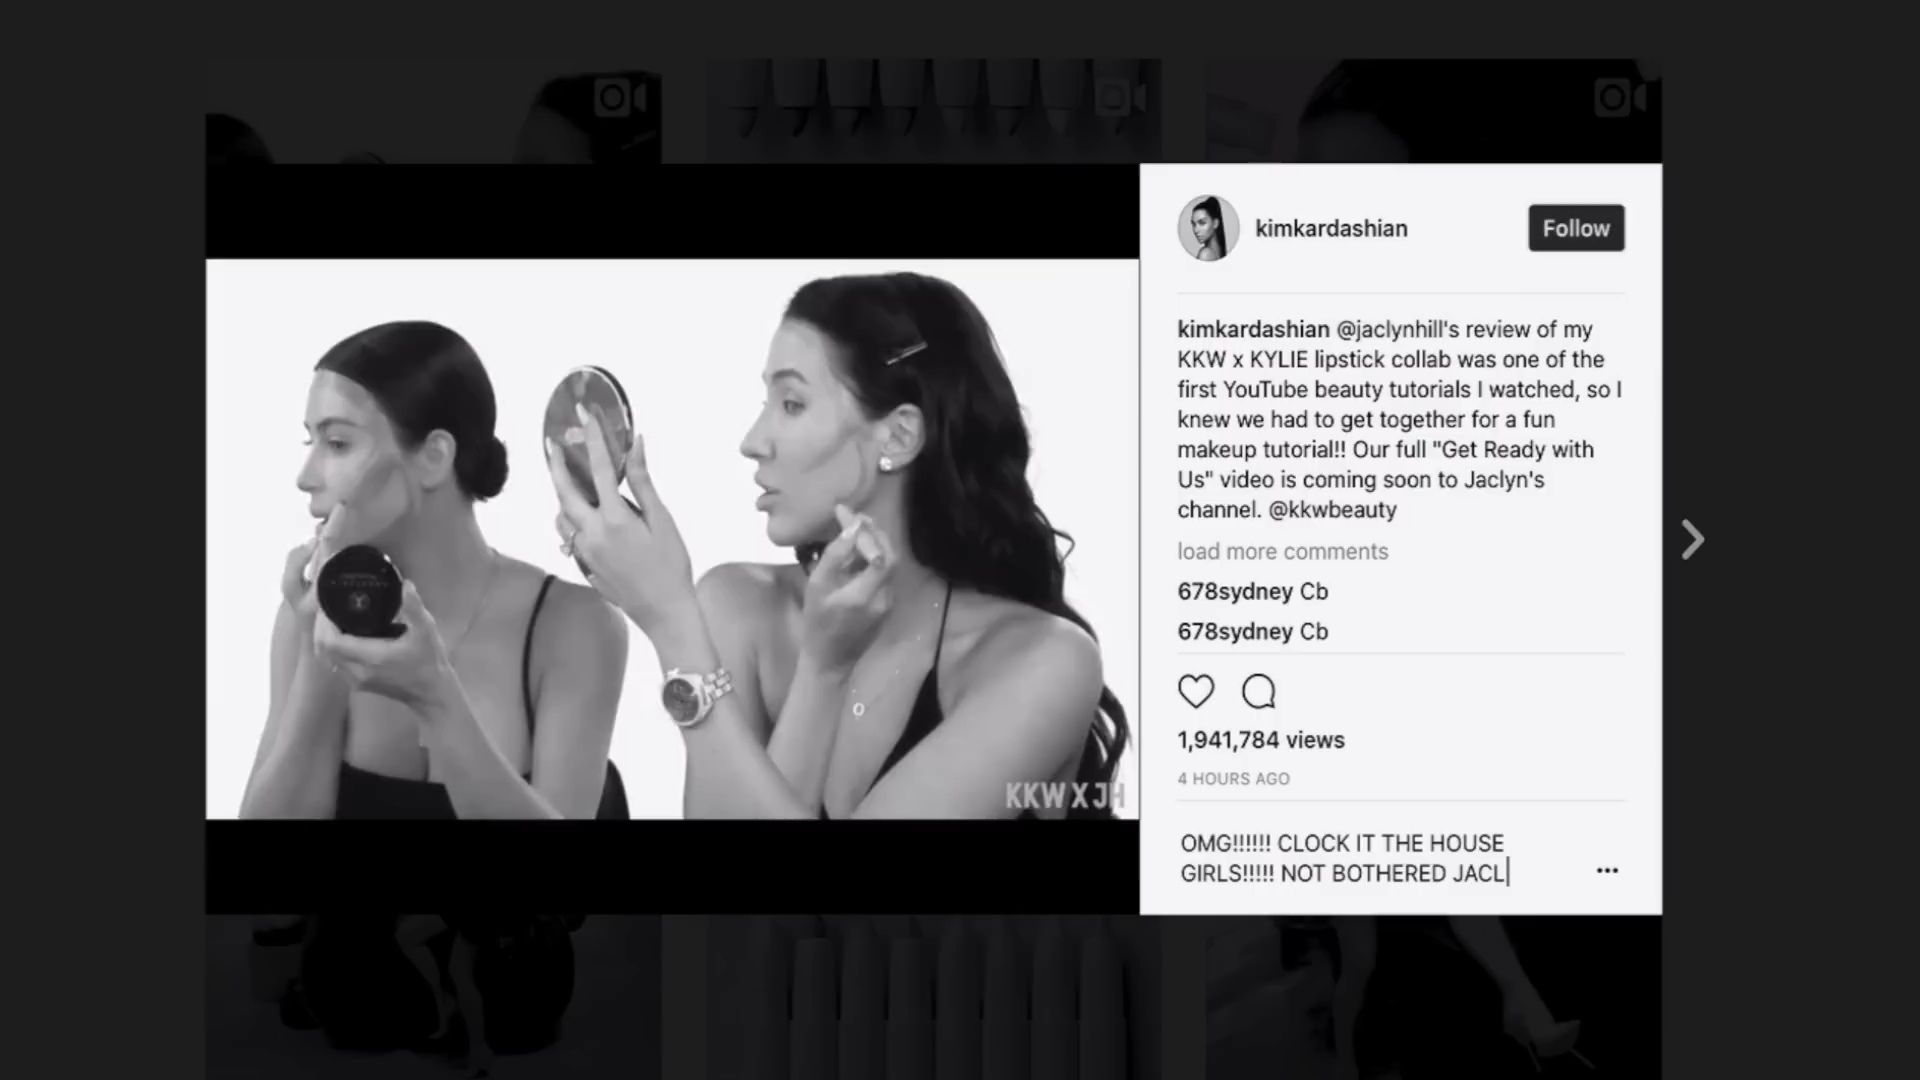 kimkardashian
Follow
kimkardashian @jaclynhill's review of my
KKW x KYLIE lipstick collab was one of the
first YouTube beauty tutorials I watched, so I
knew we had to get together for a fun
makeup tutorial!! Our full "Get Ready with
Us" video is coming soon to Jaclyn's
channel. @kkwbeauty
load more comments
678sydney Cb
678sydney Cb
1,941,784 views
4 HOURS AGO
OMG!!!!!! CLOCK IT THE HOUSE
GIRLS!!!!! NOT BOTHERED JACL
KKW X JH